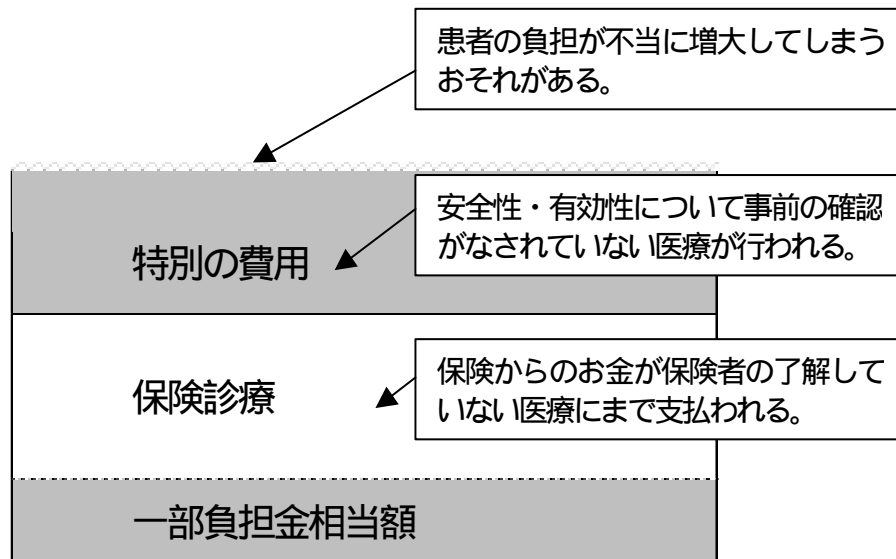 患者の負担が不当に増大してしまう
おそれがある。
安全性・有効性について事前の確認
がなされていない医療が行われる。
特別の費用
保険からのお金が保険者の了解して
いない医療にまで支払われる。
保険診療
一部負担金相当額